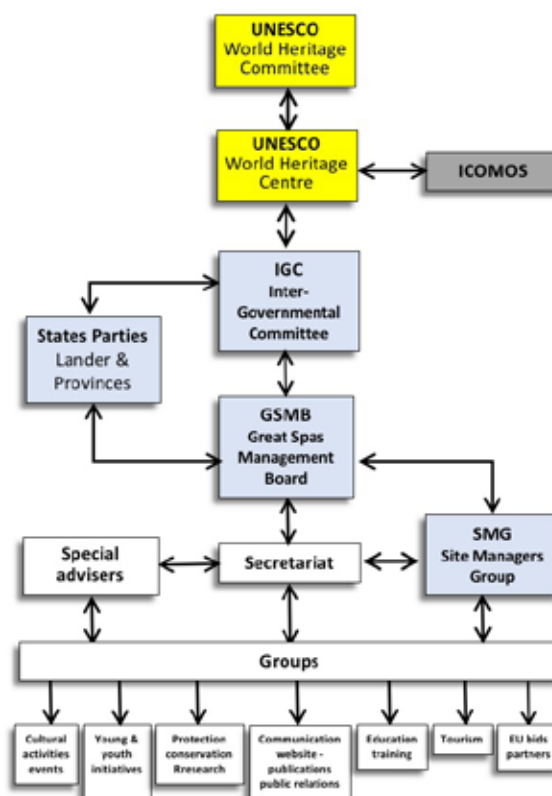 UNESCO
World Heritage
Committee
UNESCO
World Heritage
Centre
ICOMOS
IGC
Inter-
Governmental
Committee
States Parties
Lander &
Provinces
GSMB
Great Spas
Management
Board
SMG
Site Managers
Group
Special
advisers
Secretariat
Groups
Cultural
activities
events
Young &
youth
initiatives
Protection
conservation
Rresearch
Communication
website -
publications
public relations
Education
training
Tourism
EU bids
partners